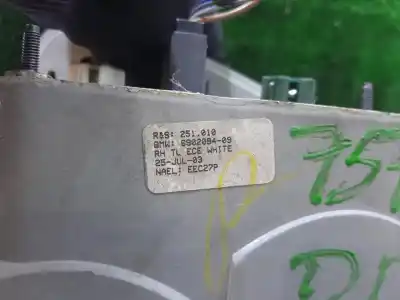 R&S: 251.010
BMW: 6902094-09
RH TL ECE WHITE
25-JUL-03
NAEL: EEC27P